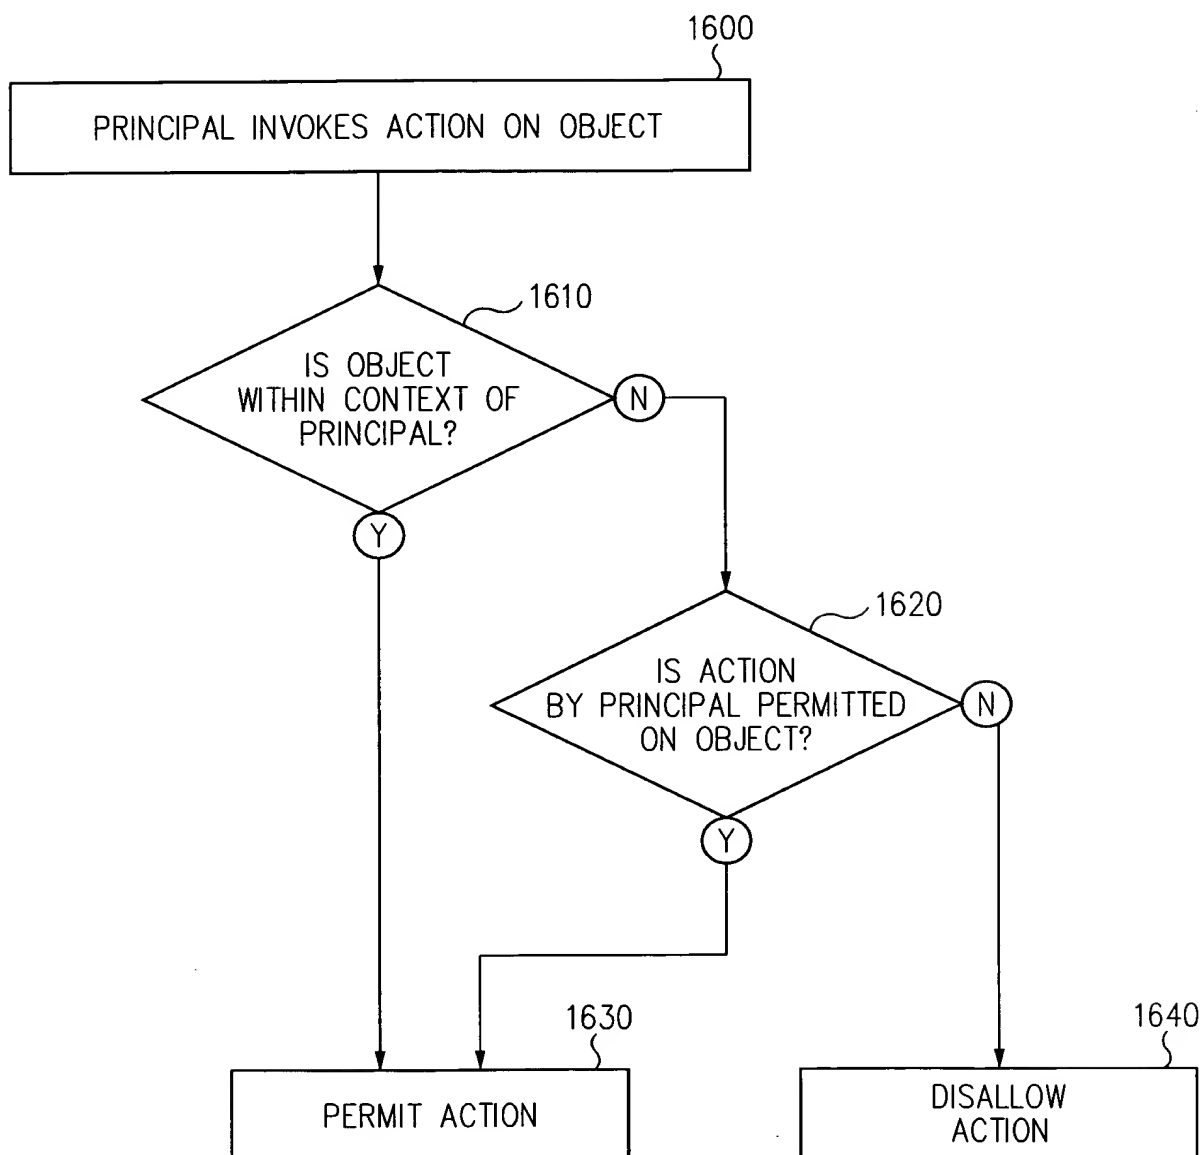 1600
PRINCIPAL INVOKES ACTION ON OBJECT
1610
IS OBJECT
WITHIN CONTEXT OF
PRINCIPAL?
N
Y
1620
IS ACTION
BY PRINCIPAL PERMITTED
ON OBJECT?
N
Y
1630
PERMIT ACTION
1640
DISALLOW
ACTION